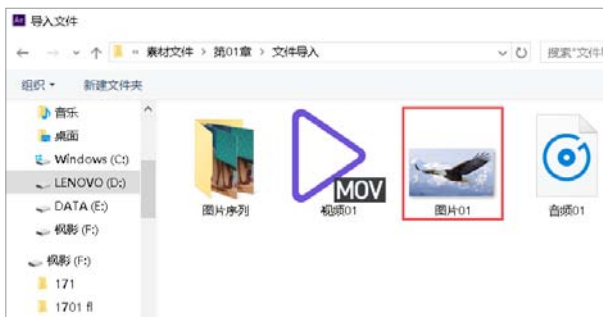 Ae 导入文件
« 素材文件 › 第01章 › 文件导入
搜索"文件
组织
新建文件夹
音乐
桌面
Windows (C:)
LENOVO (D:)
DATA (E:)
枫影 (F:)
枫影 (F:)
171
1701 fl
图片序列
MOV
视频01
图片01
音频01